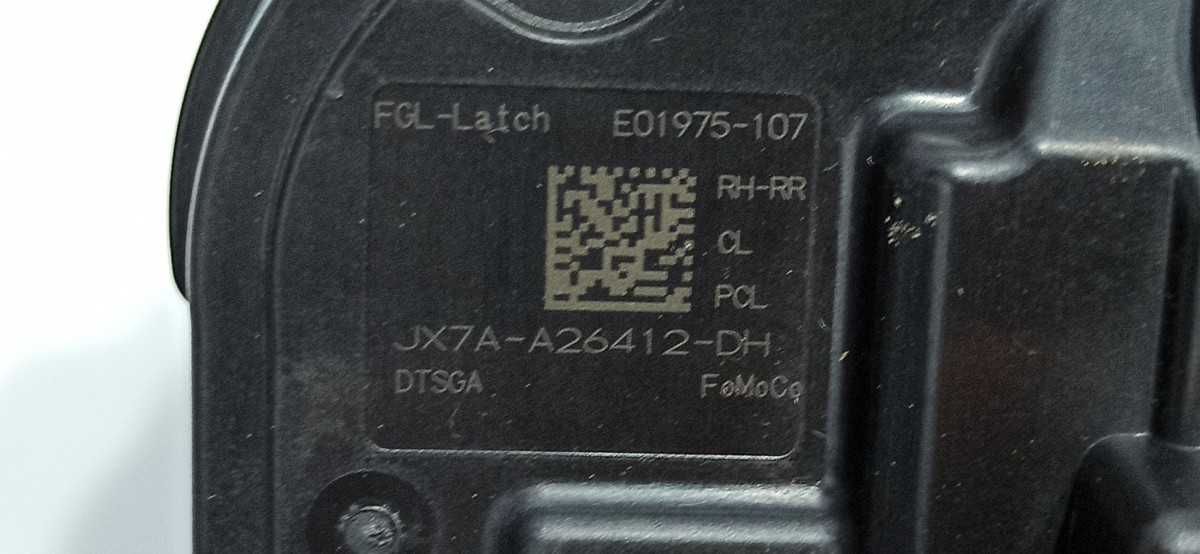 FGL-Latch E01975-107
RH-RR
CL
PCL
JX7A-A26412-DH
DTSGA FoMoCo